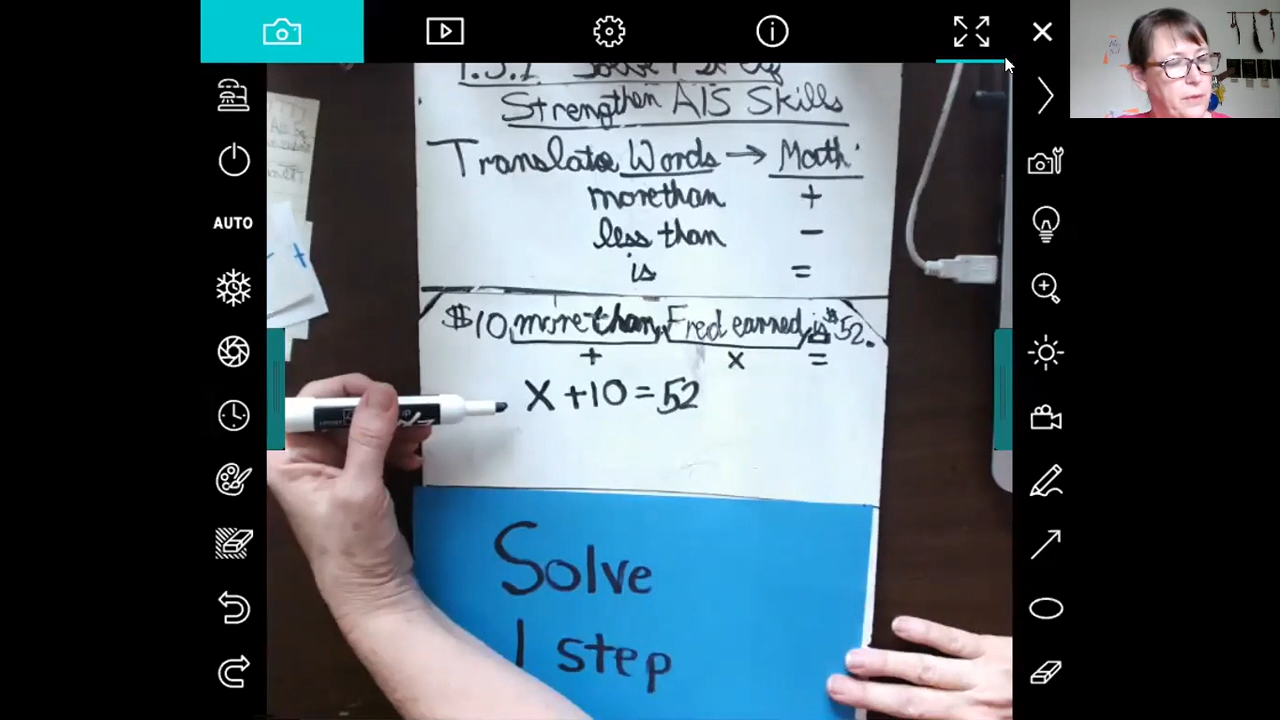 AUTO
Strengthen AIS Skills
Translate Words → Math
more than +
less than -
is =
$10 more than Fred earned is $52.
+ x =
x + 10 = 52
Solve
1 step